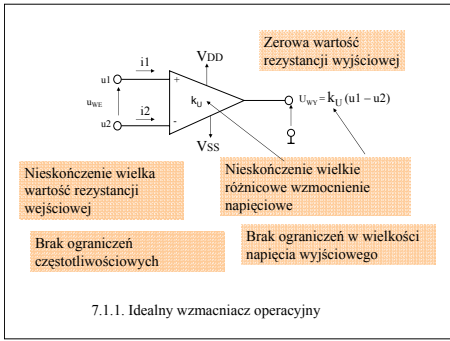 Zerowa wartość
rezystancji wyjściowej
i1
VDD
u1
+
uWE
kU
UWY = kU (u1 – u2)
i2
u2
-
VSS
Nieskończenie wielka
wartość rezystancji
wejściowej
Nieskończenie wielkie
różnicowe wzmocnienie
napięciowe
Brak ograniczeń
częstotliwościowych
Brak ograniczeń w wielkości
napięcia wyjściowego
7.1.1. Idealny wzmacniacz operacyjny